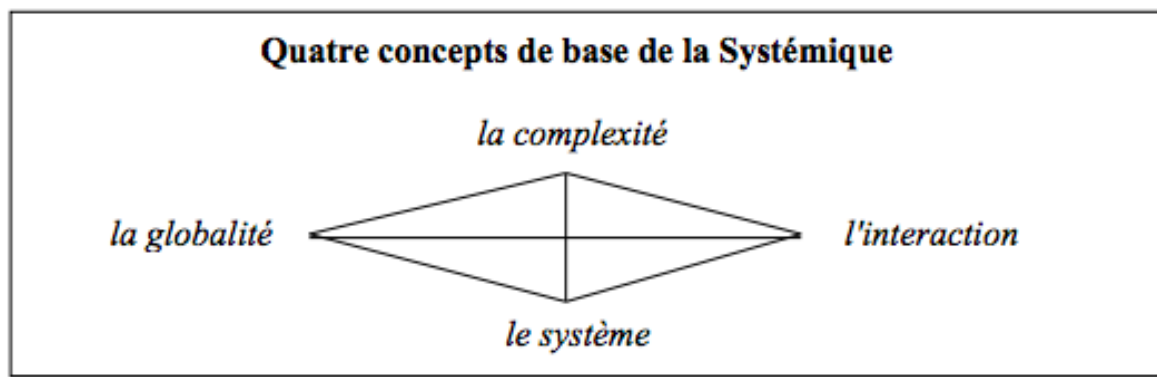 Quatre concepts de base de la Systémique
la complexité
la globalité
l'interaction
le système